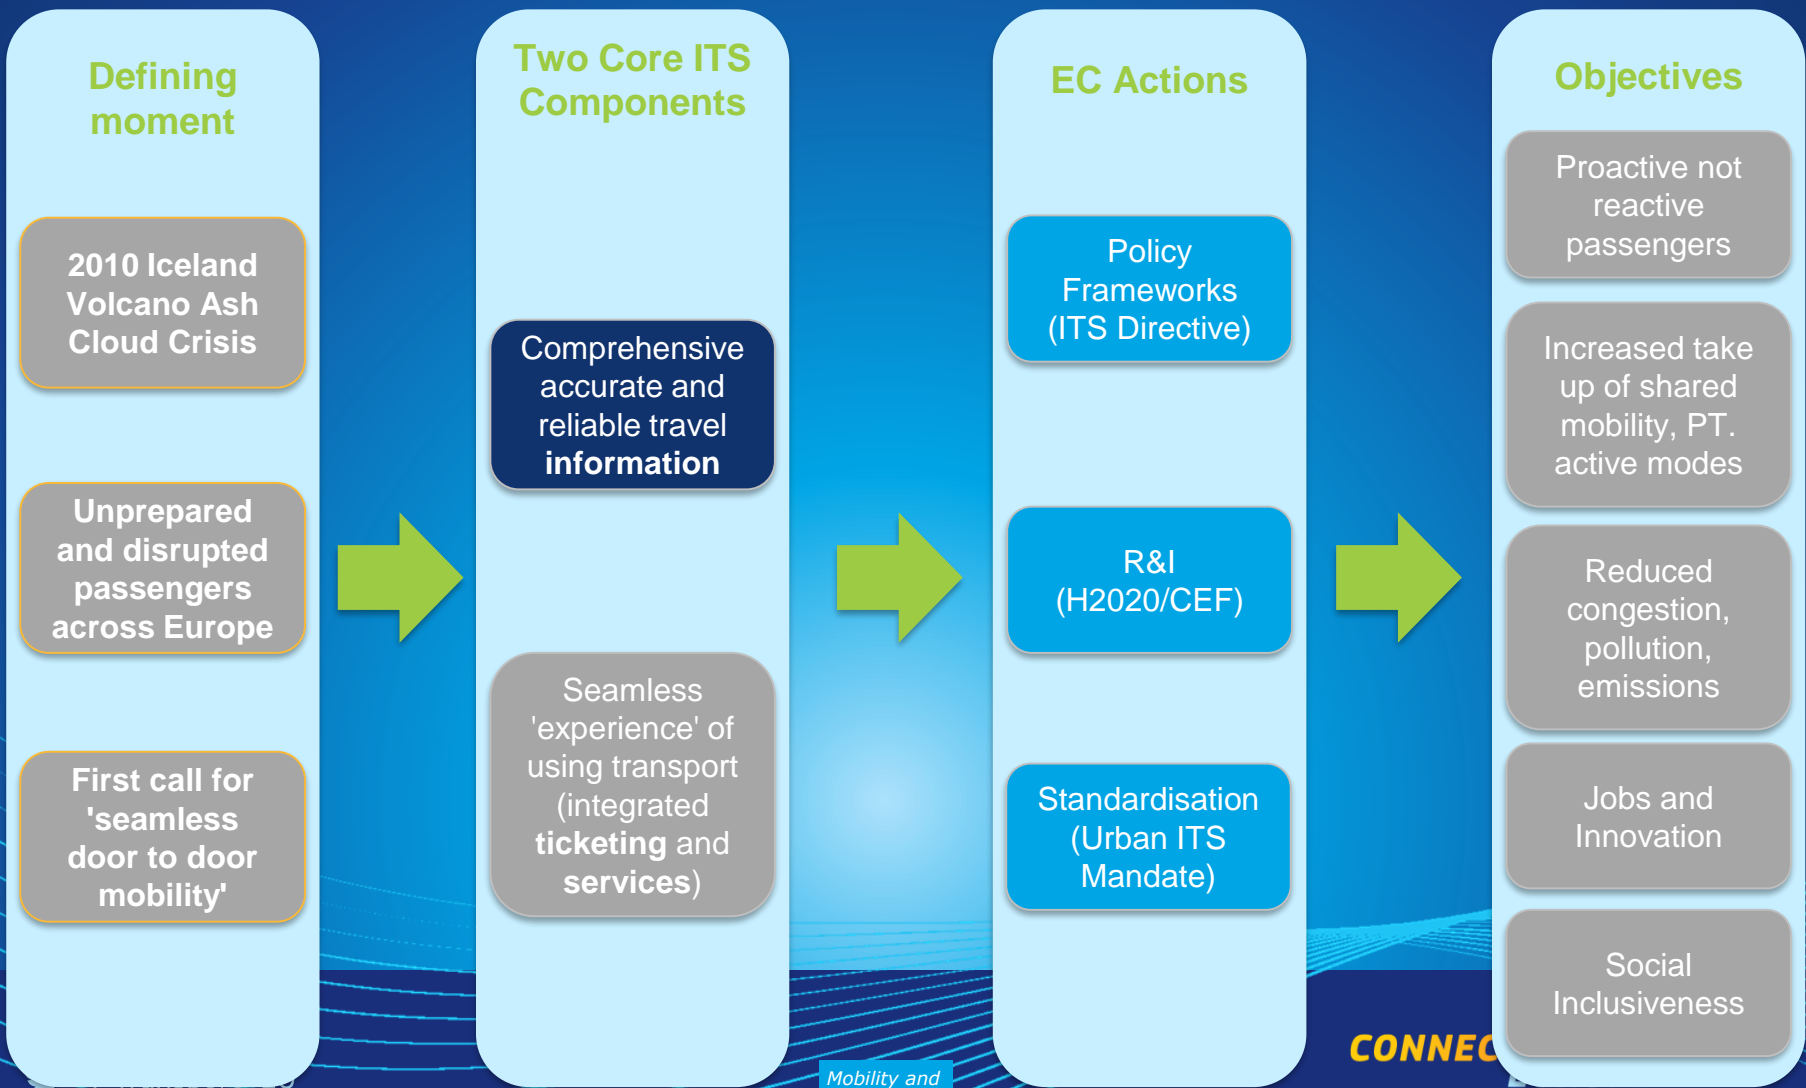 Defining
moment
2010 Iceland
Volcano Ash
Cloud Crisis
Unprepared
and disrupted
passengers
across Europe
First call for
'seamless
door to door
mobility'
Two Core ITS
Components
Comprehensive
accurate and
reliable travel
information
Seamless
'experience' of
using transport
(integrated
ticketing and
services)
EC Actions
Policy
Frameworks
(ITS Directive)
R&I
(H2020/CEF)
Standardisation
(Urban ITS
Mandate)
Objectives
Proactive not
reactive
passengers
Increased take
up of shared
mobility, PT.
active modes
Reduced
congestion,
pollution,
emissions
Jobs and
Innovation
Social
Inclusiveness
CONNEC
Mobility and